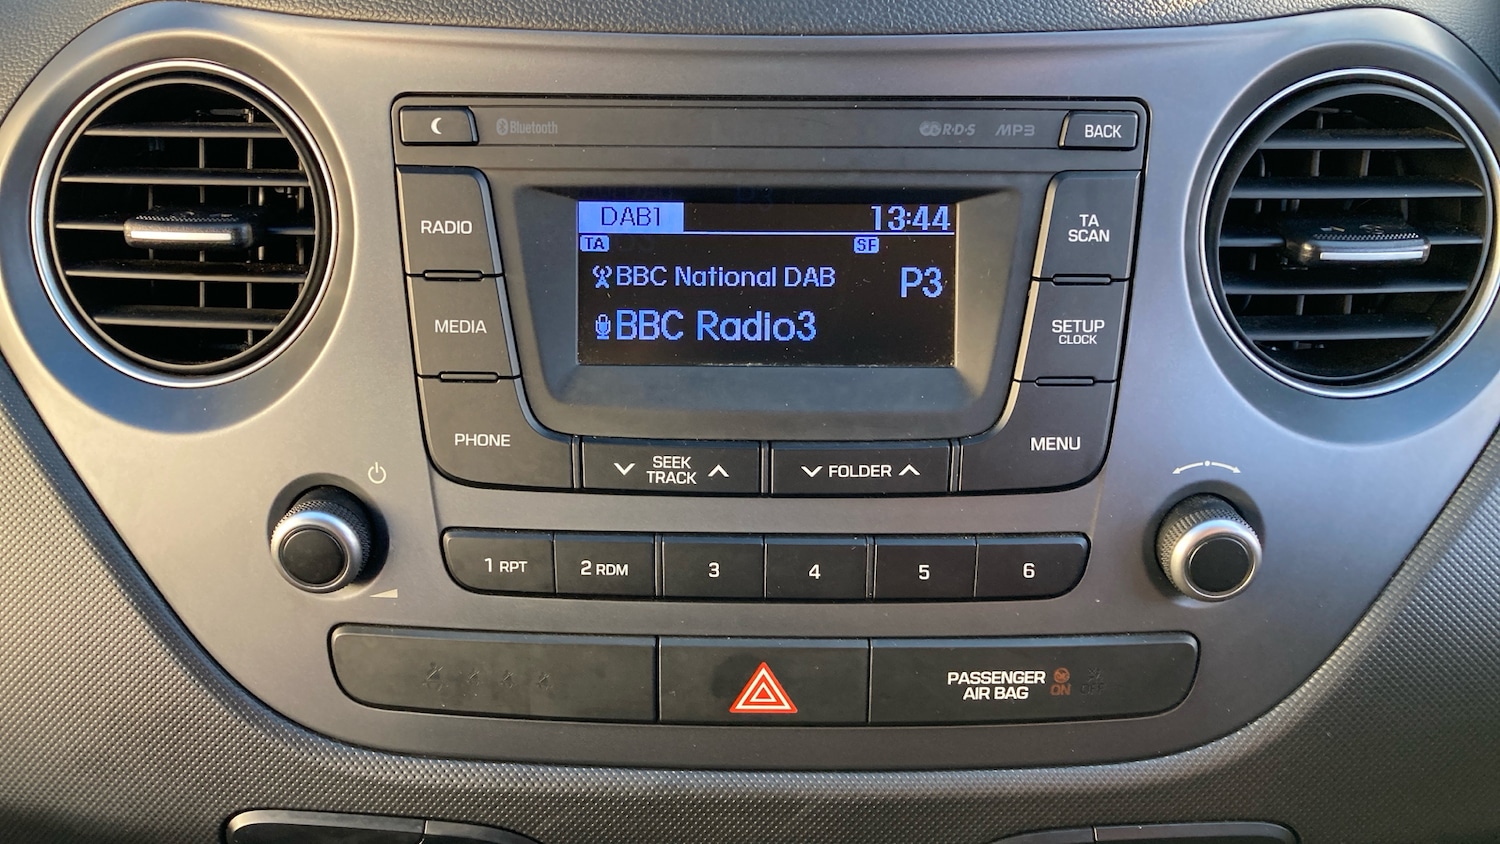 Bluetooth
R·D·S
MP3
BACK
RADIO
DAB1
13:44
TA
SCAN
TA
SF
BBC National DAB
P3
MEDIA
BBC Radio3
SETUP
CLOCK
PHONE
SEEK
TRACK
FOLDER
MENU
1 RPT
2 RDM
3
4
5
6
PASSENGER
AIR BAG
ON
OFF